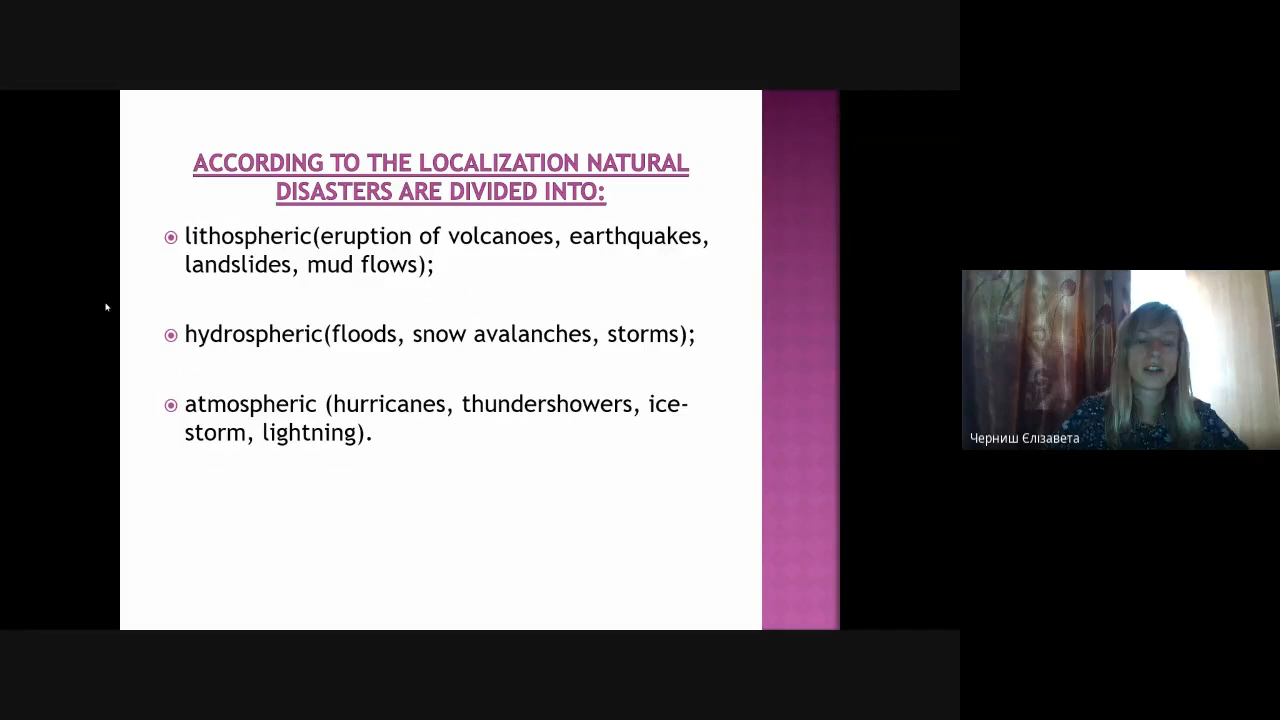 ACCORDING TO THE LOCALIZATION NATURAL
DISASTERS ARE DIVIDED INTO:
lithospheric(eruption of volcanoes, earthquakes,
landslides, mud flows);
hydrospheric(floods, snow avalanches, storms);
atmospheric (hurricanes, thundershowers, ice-
storm, lightning).
Черниш Єлізавета